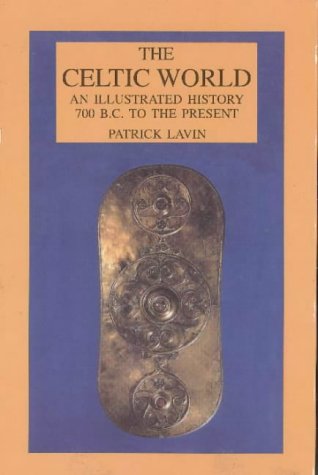 THE
CELTIC WORLD
AN ILLUSTRATED HISTORY
700 B.C. TO THE PRESENT
PATRICK LAVIN